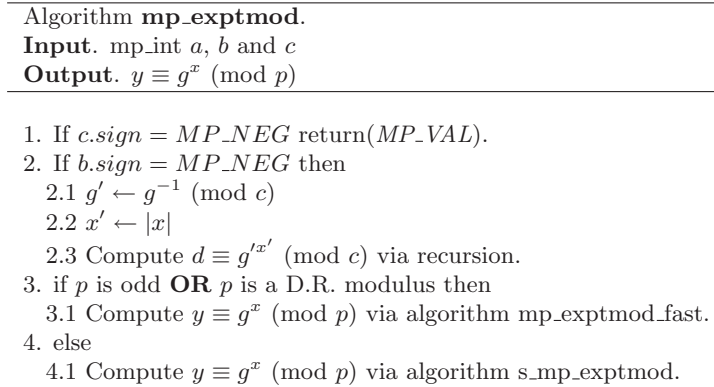 Algorithm mp_exptmod.
Input. mp_int a, b and c
Output. y ≡ g^x (mod p)
1. If c.sign = MP_NEG return(MP_VAL).
2. If b.sign = MP_NEG then
2.1 g′ ← g^−1 (mod c)
2.2 x′ ← |x|
2.3 Compute d ≡ g′^x′ (mod c) via recursion.
3. if p is odd OR p is a D.R. modulus then
3.1 Compute y ≡ g^x (mod p) via algorithm mp_exptmod_fast.
4. else
4.1 Compute y ≡ g^x (mod p) via algorithm s_mp_exptmod.